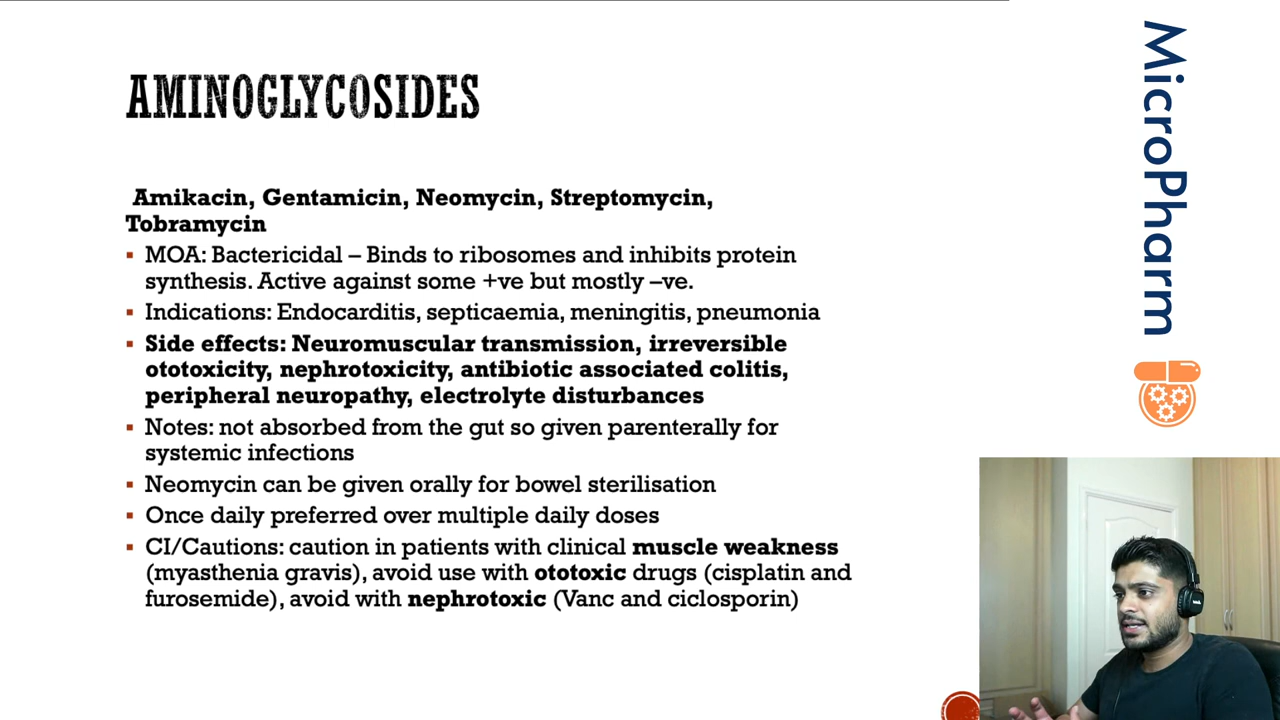 AMINOGLYCOSIDES
Amikacin, Gentamicin, Neomycin, Streptomycin,
Tobramycin
▪ MOA: Bactericidal – Binds to ribosomes and inhibits protein
synthesis. Active against some +ve but mostly –ve.
▪ Indications: Endocarditis, septicaemia, meningitis, pneumonia
▪ Side effects: Neuromuscular transmission, irreversible
ototoxicity, nephrotoxicity, antibiotic associated colitis,
peripheral neuropathy, electrolyte disturbances
▪ Notes: not absorbed from the gut so given parenterally for
systemic infections
▪ Neomycin can be given orally for bowel sterilisation
▪ Once daily preferred over multiple daily doses
▪ CI/Cautions: caution in patients with clinical muscle weakness
(myasthenia gravis), avoid use with ototoxic drugs (cisplatin and
furosemide), avoid with nephrotoxic (Vanc and ciclosporin)
MicroPharm